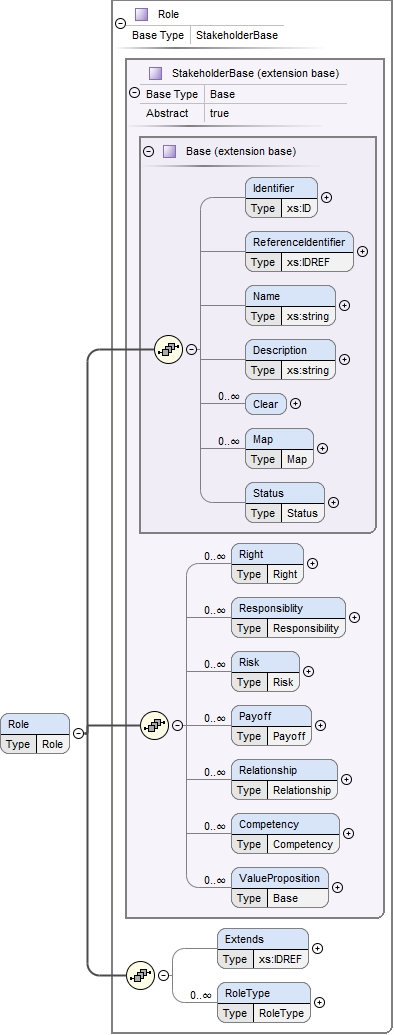 Role
Base Type StakeholderBase
StakeholderBase (extension base)
Base Type Base
Abstract true
Base (extension base)
Identifier
Type xs:ID
ReferenceIdentifier
Type xs:IDREF
Name
Type xs:string
Description
Type xs:string
0..∞
Clear
0..∞
Map
Type Map
Status
Type Status
0..∞
Right
Type Right
0..∞
Responsiblity
Type Responsibility
0..∞
Risk
Type Risk
0..∞
Payoff
Type Payoff
0..∞
Relationship
Type Relationship
0..∞
Competency
Type Competency
0..∞
ValueProposition
Type Base
Role
Type Role
Extends
Type xs:IDREF
0..∞
RoleType
Type RoleType